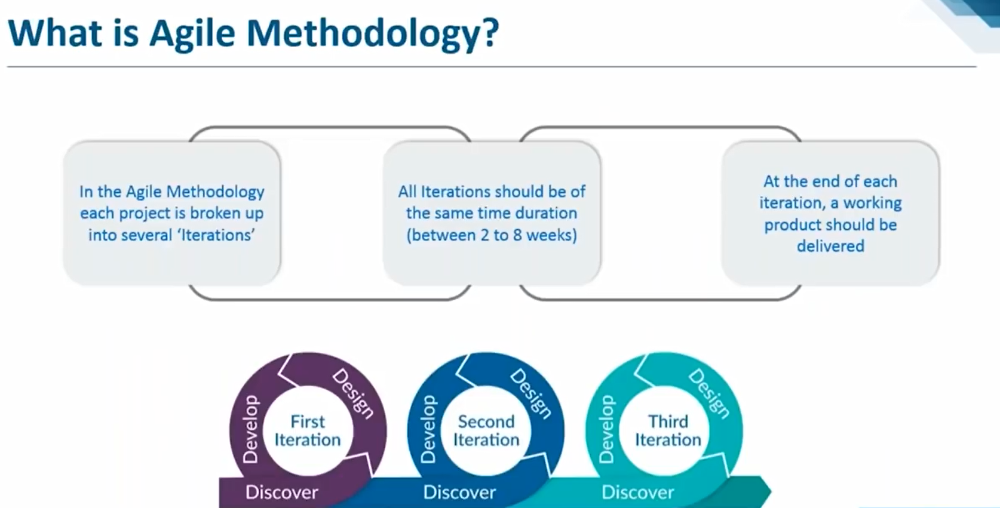 What is Agile Methodology?
In the Agile Methodology
each project is broken up
into several ‘Iterations’
All Iterations should be of
the same time duration
(between 2 to 8 weeks)
At the end of each
iteration, a working
product should be
delivered
Develop
Design
First
Iteration
Discover
Develop
Design
Second
Iteration
Discover
Develop
Design
Third
Iteration
Discover